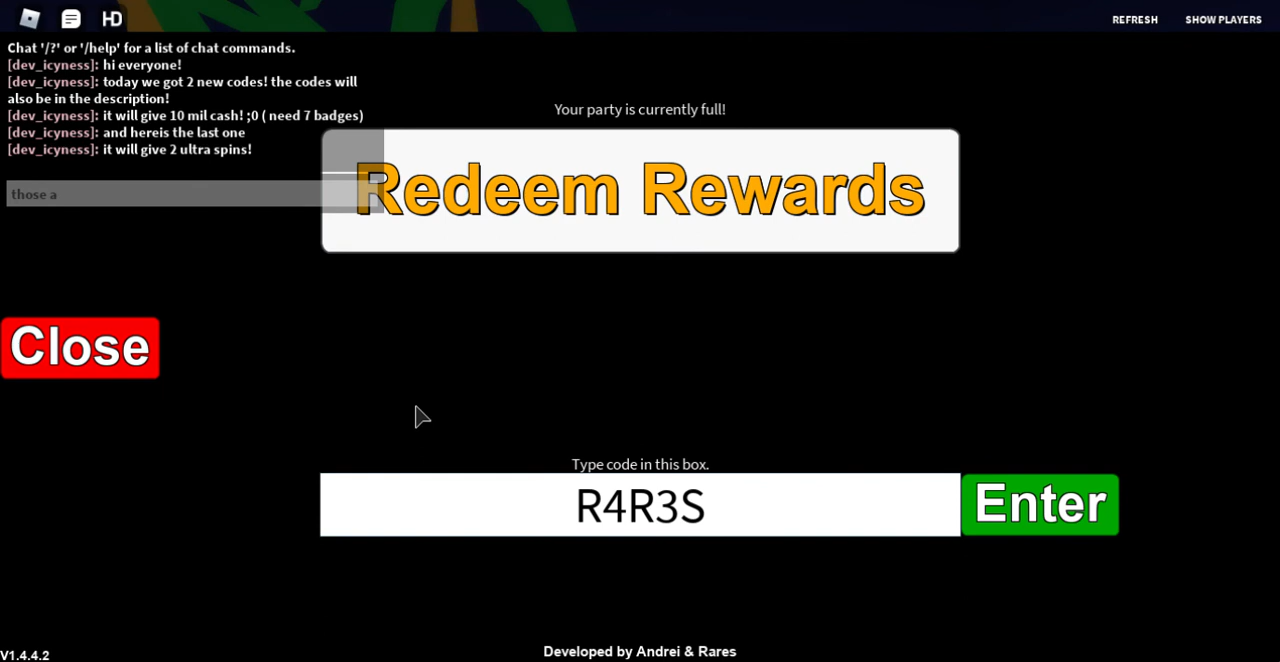 HD
REFRESH
SHOW PLAYERS
Chat '/?' or '/help' for a list of chat commands.
[dev_icyness]: hi everyone!
[dev_icyness]: today we got 2 new codes! the codes will
also be in the description!
[dev_icyness]: it will give 10 mil cash! ;0 ( need 7 badges)
[dev_icyness]: and hereis the last one
[dev_icyness]: it will give 2 ultra spins!
those a
Your party is currently full!
Redeem Rewards
Close
Type code in this box.
R4R3S
Enter
V1.4.4.2
Developed by Andrei & Rares